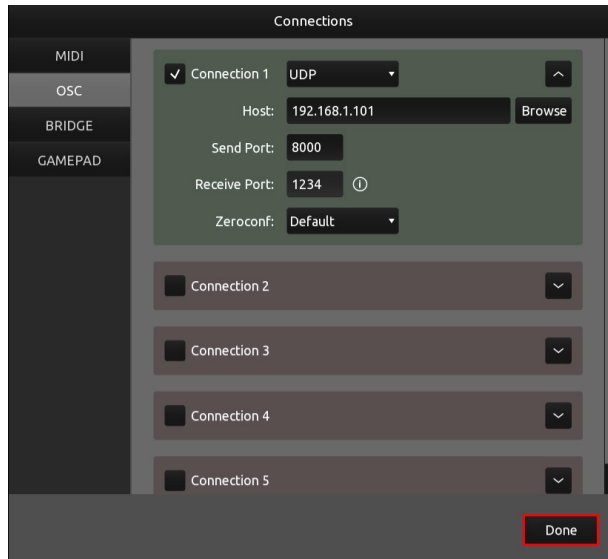 Connections
MIDI
OSC
BRIDGE
GAMEPAD
Connection 1 UDP
Host: 192.168.1.101 Browse
Send Port: 8000
Receive Port: 1234
Zeroconf: Default
Connection 2
Connection 3
Connection 4
Connection 5
Done